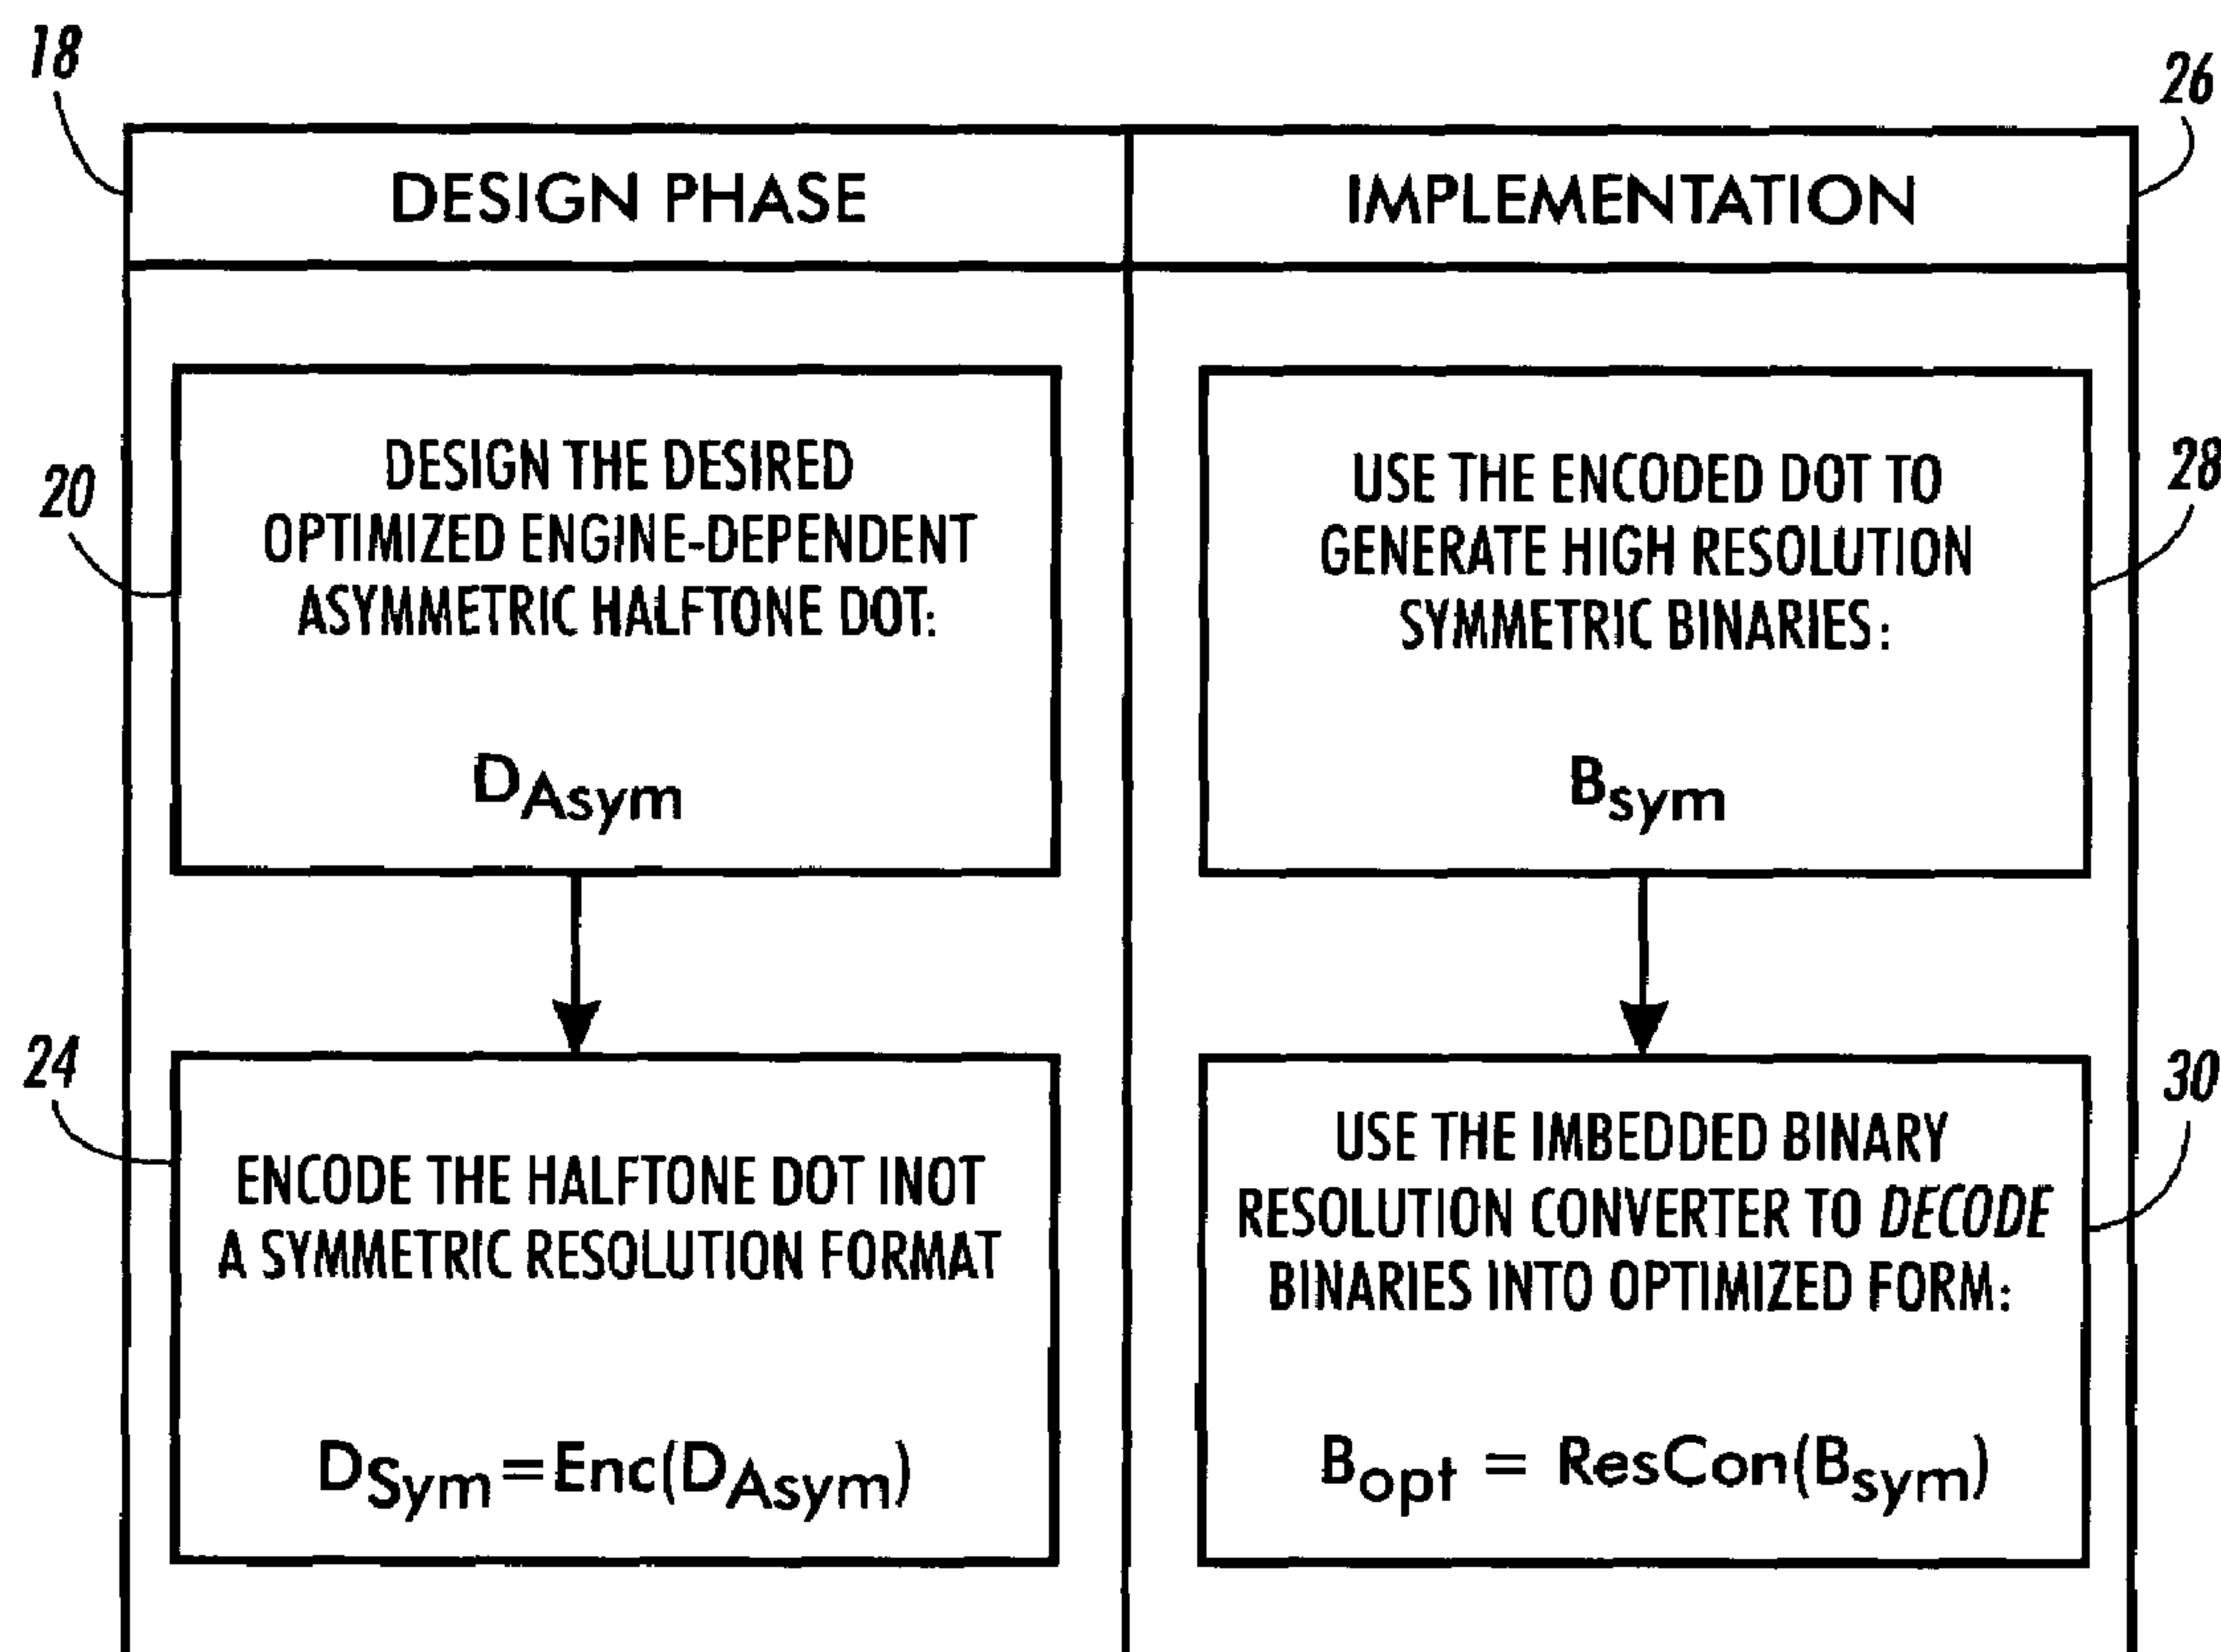 18
26
DESIGN PHASE
IMPLEMENTATION
20
DESIGN THE DESIRED
OPTIMIZED ENGINE-DEPENDENT
ASYMMETRIC HALFTONE DOT:
DAsym
28
USE THE ENCODED DOT TO
GENERATE HIGH RESOLUTION
SYMMETRIC BINARIES:
Bsym
24
ENCODE THE HALFTONE DOT INOT
A SYMMETRIC RESOLUTION FORMAT
DSym=Enc(DAsym)
30
USE THE IMBEDDED BINARY
RESOLUTION CONVERTER TO DECODE
BINARIES INTO OPTIMIZED FORM:
Bopt = ResCon(Bsym)